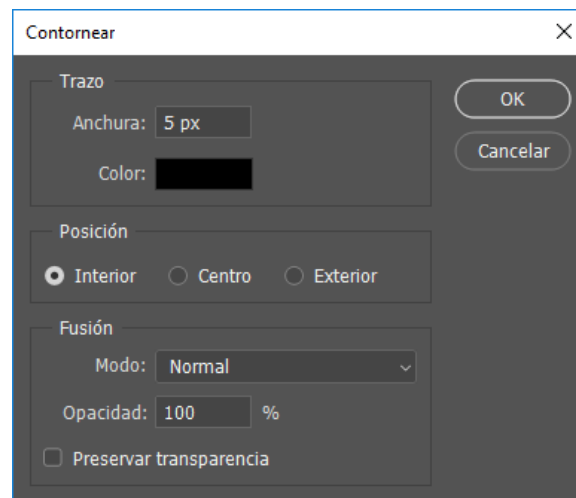 Contornear
Trazo
Anchura: 5 px
Color:
OK
Cancelar
Posición
Interior Centro Exterior
Fusión
Modo: Normal
Opacidad: 100 %
Preservar transparencia